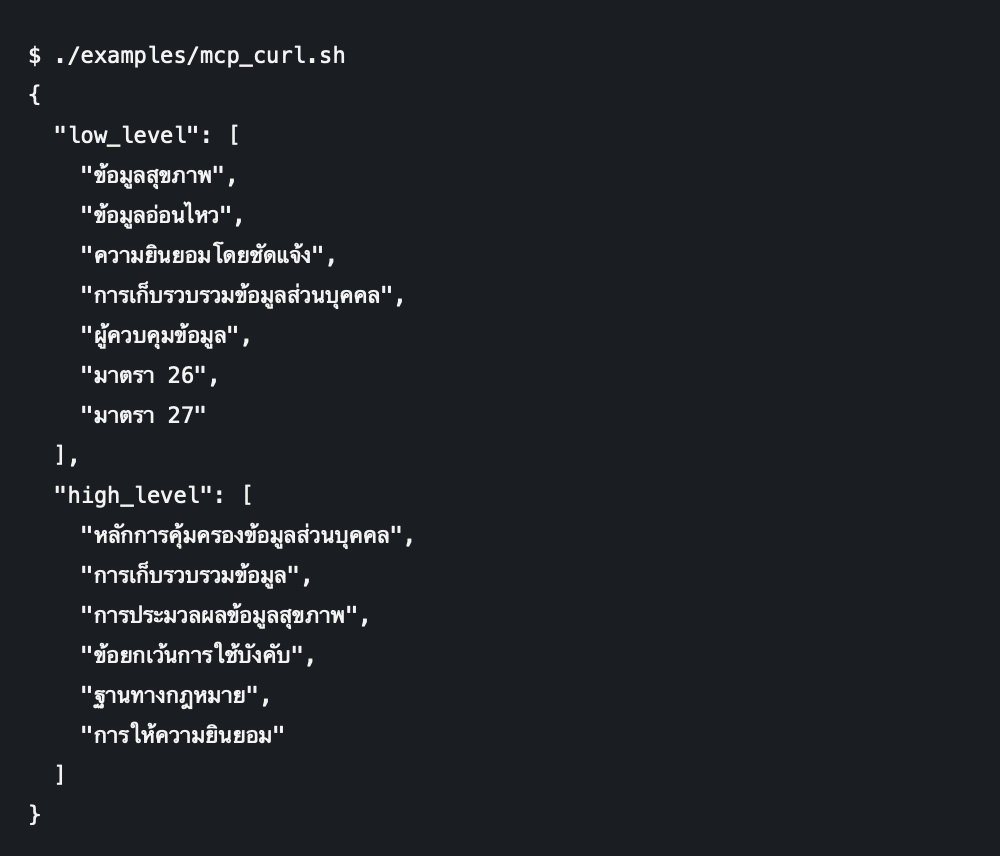 $ ./examples/mcp_curl.sh
{
  "low_level": [
    "ข้อมูลสุขภาพ",
    "ข้อมูลอ่อนไหว",
    "ความยินยอมโดยชัดแจ้ง",
    "การเก็บรวบรวมข้อมูลส่วนบุคคล",
    "ผู้ควบคุมข้อมูล",
    "มาตรา 26",
    "มาตรา 27"
  ],
  "high_level": [
    "หลักการคุ้มครองข้อมูลส่วนบุคคล",
    "การเก็บรวบรวมข้อมูล",
    "การประมวลผลข้อมูลสุขภาพ",
    "ข้อยกเว้นการใช้บังคับ",
    "ฐานทางกฎหมาย",
    "การให้ความยินยอม"
  ]
}